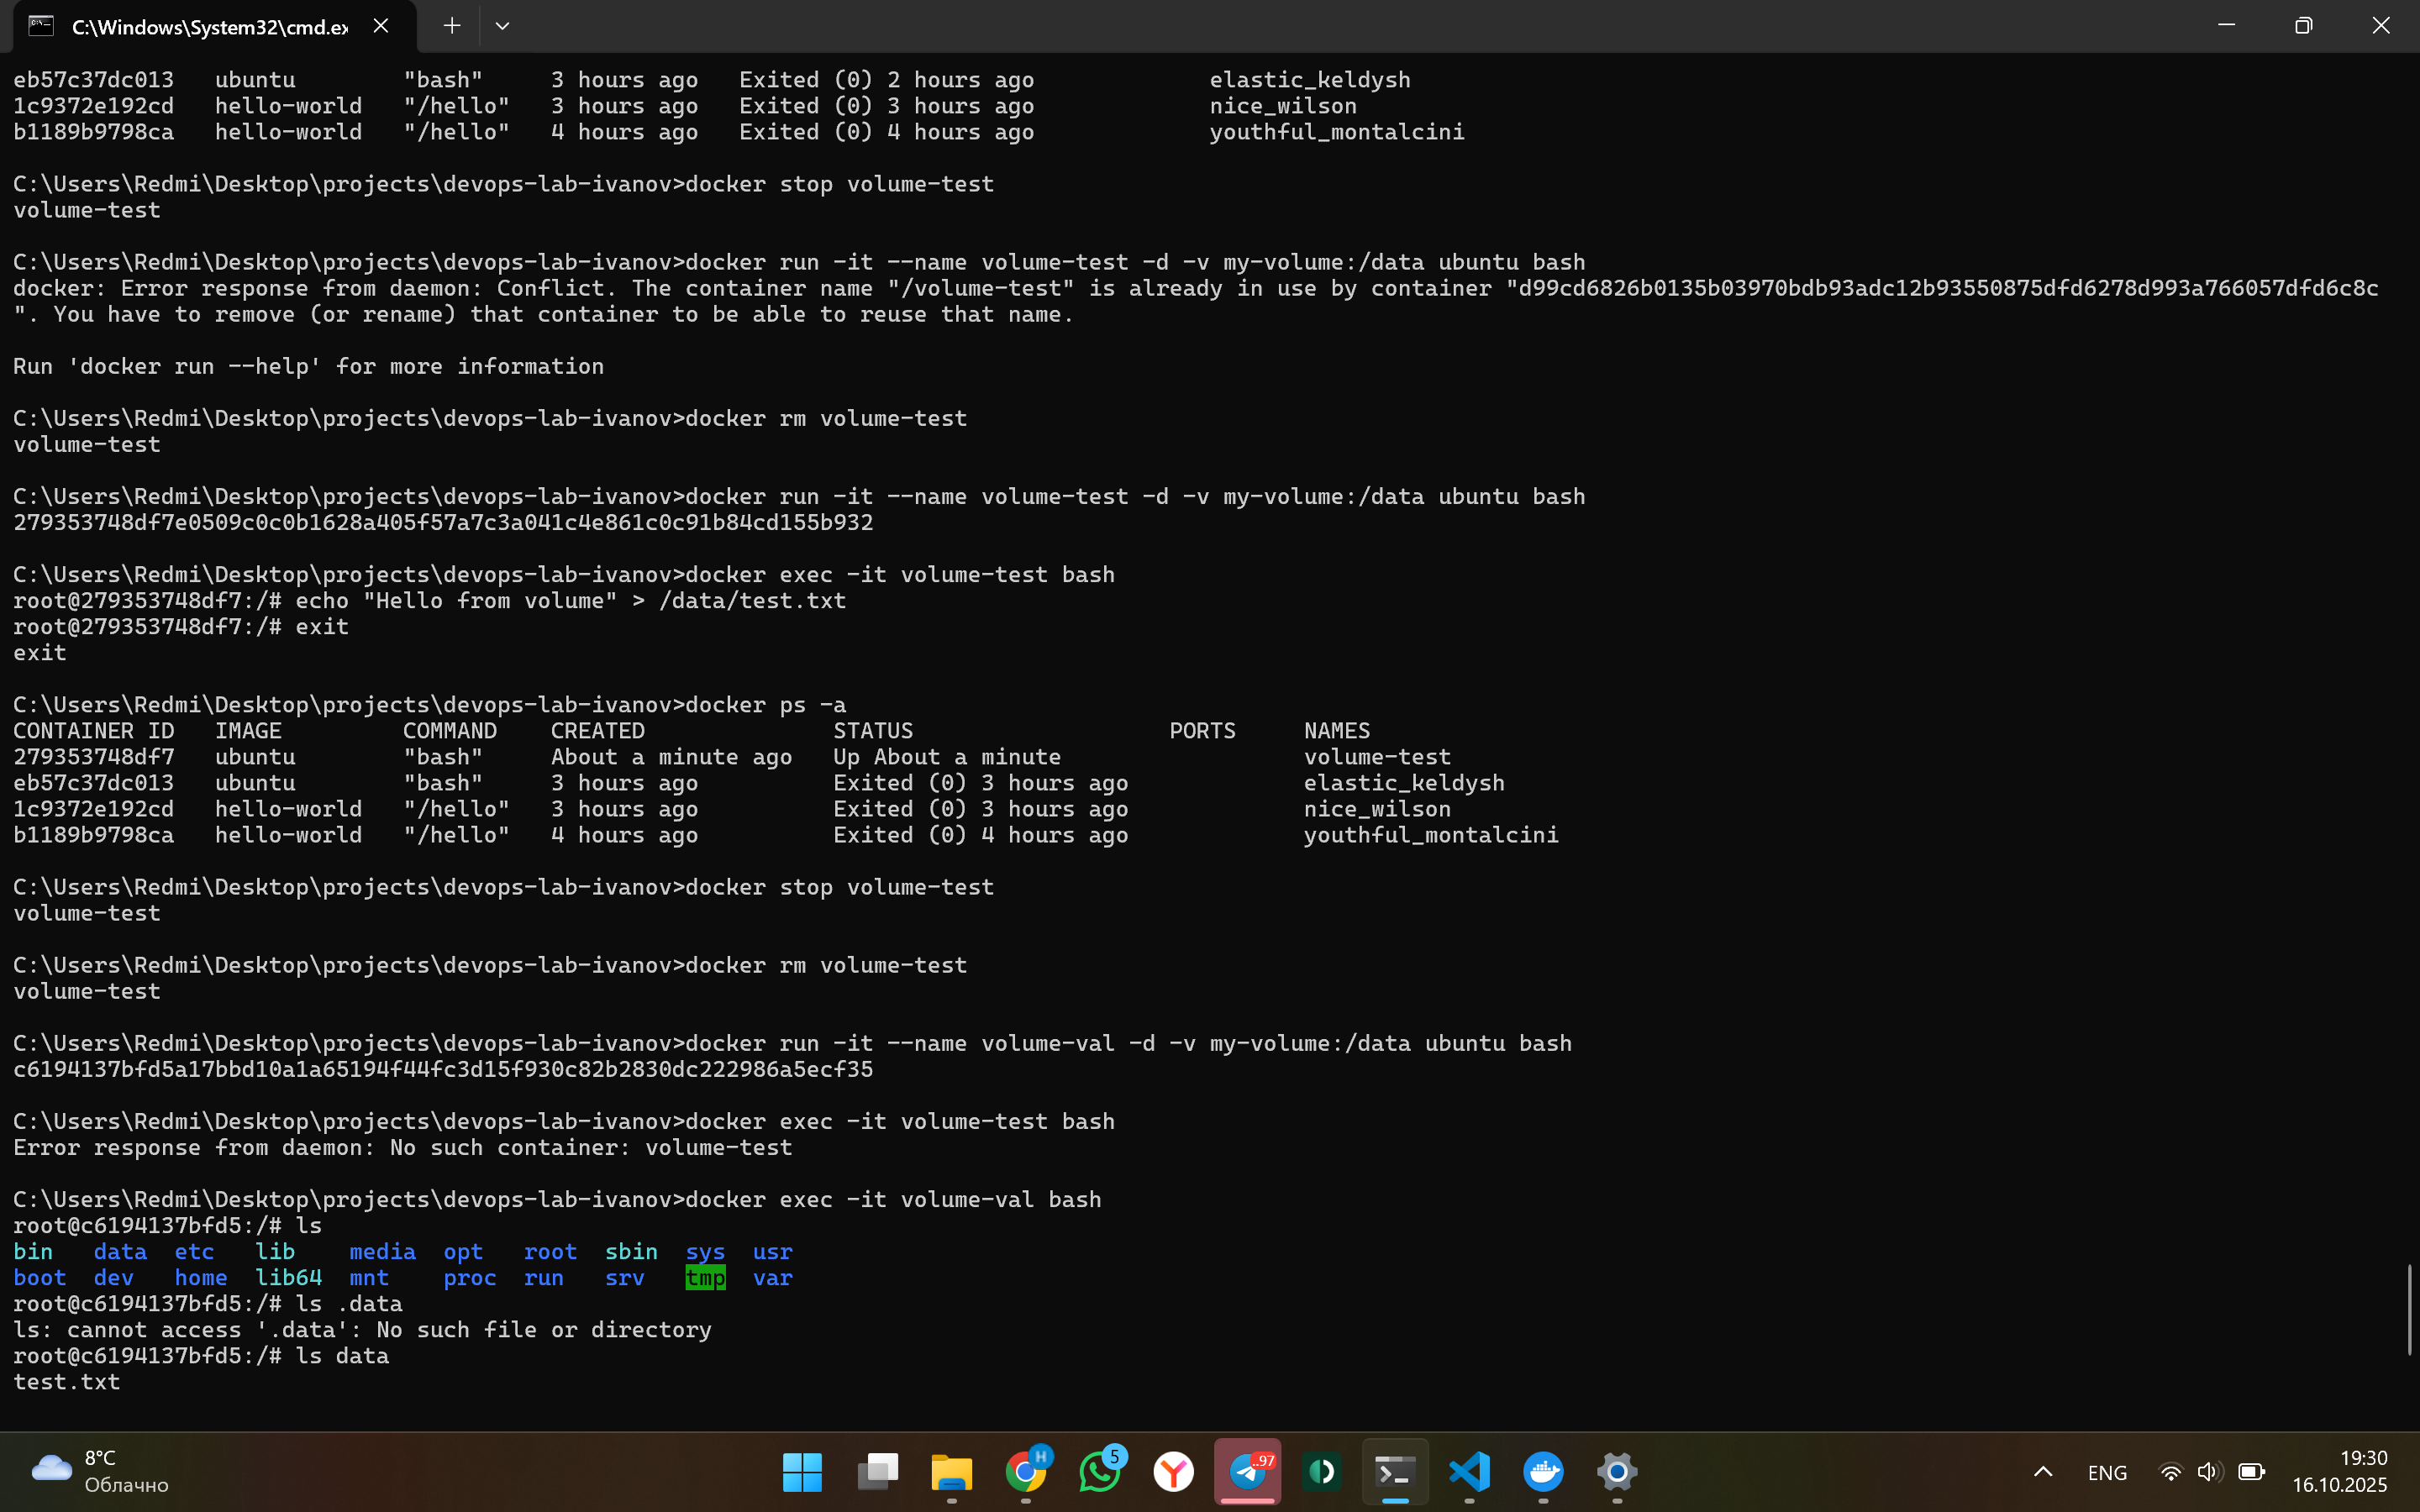 C:\Windows\System32\cmd.ex
eb57c37dc013   ubuntu        "bash"     3 hours ago   Exited (0) 2 hours ago             elastic_keldysh
1c9372e192cd   hello-world   "/hello"   3 hours ago   Exited (0) 3 hours ago             nice_wilson
b1189b9798ca   hello-world   "/hello"   4 hours ago   Exited (0) 4 hours ago             youthful_montalcini
C:\Users\Redmi\Desktop\projects\devops-lab-ivanov>docker stop volume-test
volume-test
C:\Users\Redmi\Desktop\projects\devops-lab-ivanov>docker run -it --name volume-test -d -v my-volume:/data ubuntu bash
docker: Error response from daemon: Conflict. The container name "/volume-test" is already in use by container "d99cd6826b0135b03970bdb93adc12b93550875dfd6278d993a766057dfd6c8c
". You have to remove (or rename) that container to be able to reuse that name.
Run 'docker run --help' for more information
C:\Users\Redmi\Desktop\projects\devops-lab-ivanov>docker rm volume-test
volume-test
C:\Users\Redmi\Desktop\projects\devops-lab-ivanov>docker run -it --name volume-test -d -v my-volume:/data ubuntu bash
279353748df7e0509c0c0b1628a405f57a7c3a041c4e861c0c91b84cd155b932
C:\Users\Redmi\Desktop\projects\devops-lab-ivanov>docker exec -it volume-test bash
root@279353748df7:/# echo "Hello from volume" > /data/test.txt
root@279353748df7:/# exit
exit
C:\Users\Redmi\Desktop\projects\devops-lab-ivanov>docker ps -a
CONTAINER ID   IMAGE         COMMAND    CREATED              STATUS                   PORTS     NAMES
279353748df7   ubuntu        "bash"     About a minute ago   Up About a minute                  volume-test
eb57c37dc013   ubuntu        "bash"     3 hours ago          Exited (0) 3 hours ago             elastic_keldysh
1c9372e192cd   hello-world   "/hello"   3 hours ago          Exited (0) 3 hours ago             nice_wilson
b1189b9798ca   hello-world   "/hello"   4 hours ago          Exited (0) 4 hours ago             youthful_montalcini
C:\Users\Redmi\Desktop\projects\devops-lab-ivanov>docker stop volume-test
volume-test
C:\Users\Redmi\Desktop\projects\devops-lab-ivanov>docker rm volume-test
volume-test
C:\Users\Redmi\Desktop\projects\devops-lab-ivanov>docker run -it --name volume-val -d -v my-volume:/data ubuntu bash
c6194137bfd5a17bbd10a1a65194f44fc3d15f930c82b2830dc222986a5ecf35
C:\Users\Redmi\Desktop\projects\devops-lab-ivanov>docker exec -it volume-test bash
Error response from daemon: No such container: volume-test
C:\Users\Redmi\Desktop\projects\devops-lab-ivanov>docker exec -it volume-val bash
root@c6194137bfd5:/# ls
bin   data  etc   lib    media  opt   root  sbin  sys  usr
boot  dev   home  lib64  mnt    proc  run   srv   tmp  var
root@c6194137bfd5:/# ls .data
ls: cannot access '.data': No such file or directory
root@c6194137bfd5:/# ls data
test.txt
8°C
Облачно
H
5
..97
ENG
19:30
16.10.2025